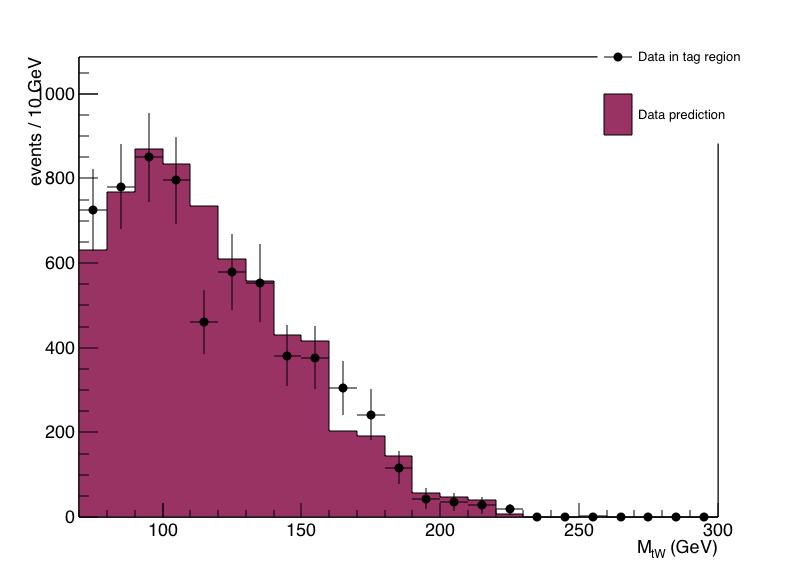 Data in tag region
Data prediction
events / 10 GeV
1000
800
600
400
200
0
100 150 200 250 300
M_tW (GeV)